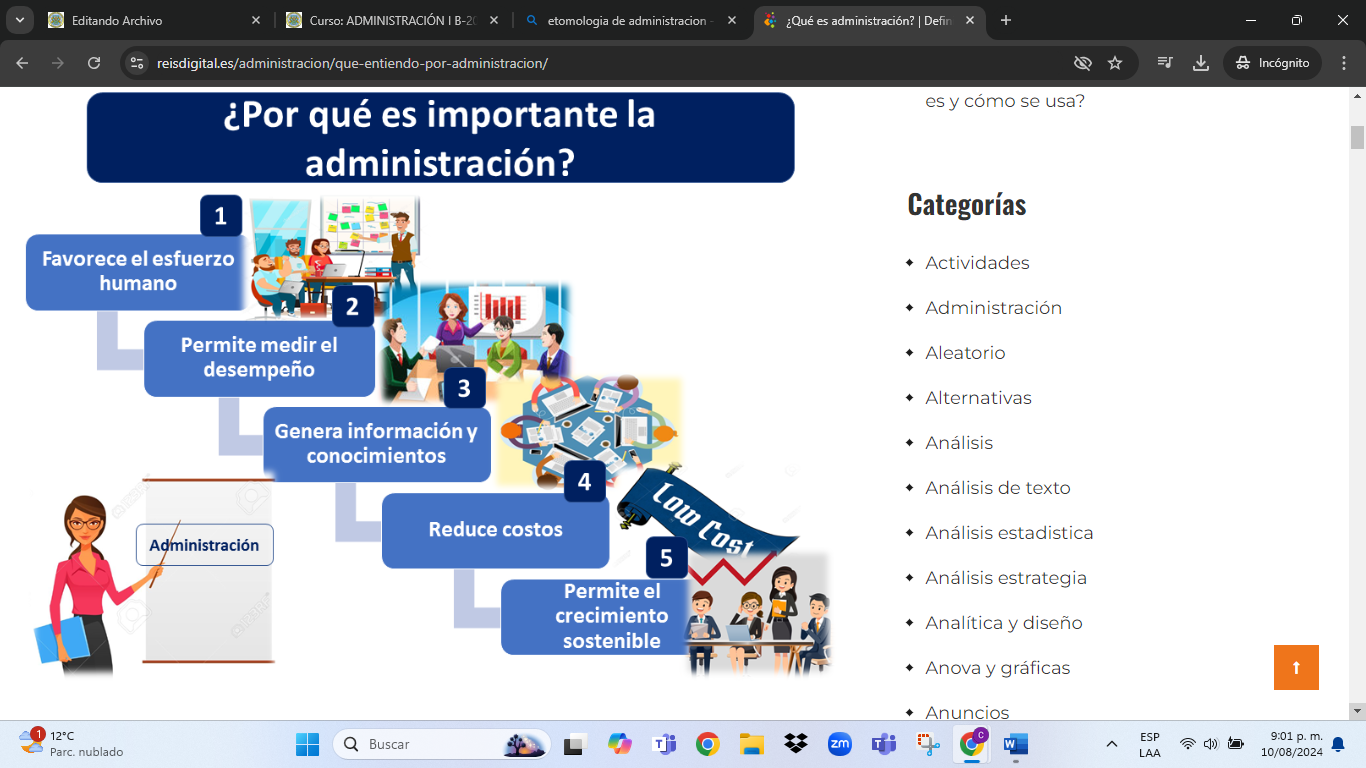 Editando Archivo
Curso: ADMINISTRACIÓN I B-20
etomologia de administracion -
¿Qué es administración? | Defin
reisdigital.es/administracion/que-entiendo-por-administracion/
Incógnito
¿Por qué es importante la
administración?
1
Favorece el esfuerzo
humano
2
Permite medir el
desempeño
3
Genera información y
conocimientos
4
Reduce costos
Low Cost
5
Permite el
crecimiento
sostenible
Administración
es y cómo se usa?
Categorías
Actividades
Administración
Aleatorio
Alternativas
Análisis
Análisis de texto
Análisis estadistica
Análisis estrategia
Analítica y diseño
Anova y gráficas
Anuncios
1
12°C
Parc. nublado
Buscar
zm
C
ESP
LAA
9:01 p. m.
10/08/2024